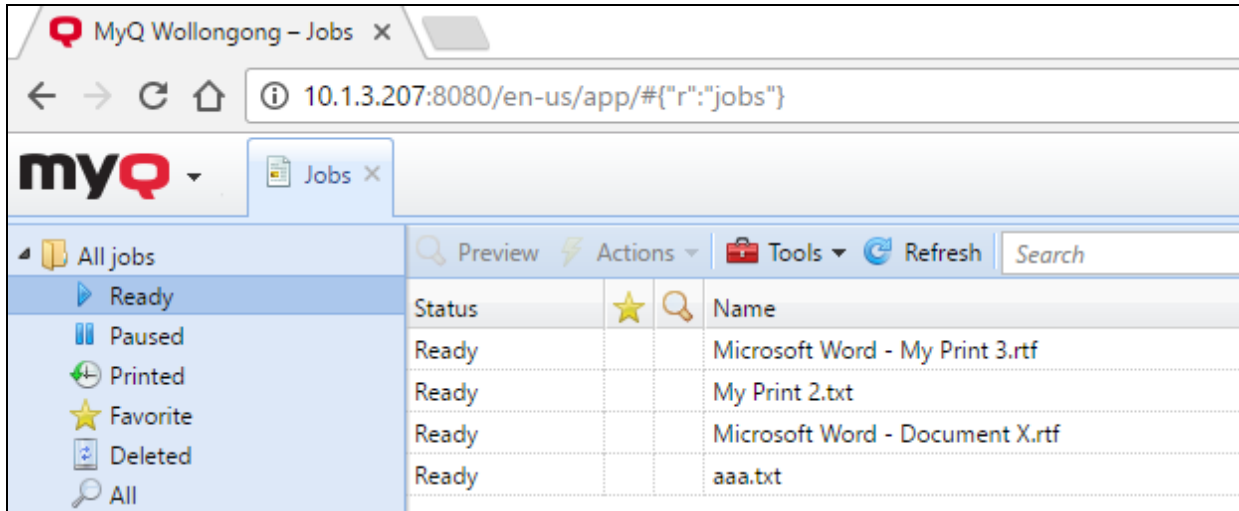 MyQ Wollongong – Jobs
10.1.3.207:8080/en-us/app/#{"r":"jobs"}
myQ
Jobs
Preview Actions Tools Refresh Search
All jobs
Ready
Paused
Printed
Favorite
Deleted
All
Status Name
Ready Microsoft Word - My Print 3.rtf
Ready My Print 2.txt
Ready Microsoft Word - Document X.rtf
Ready aaa.txt